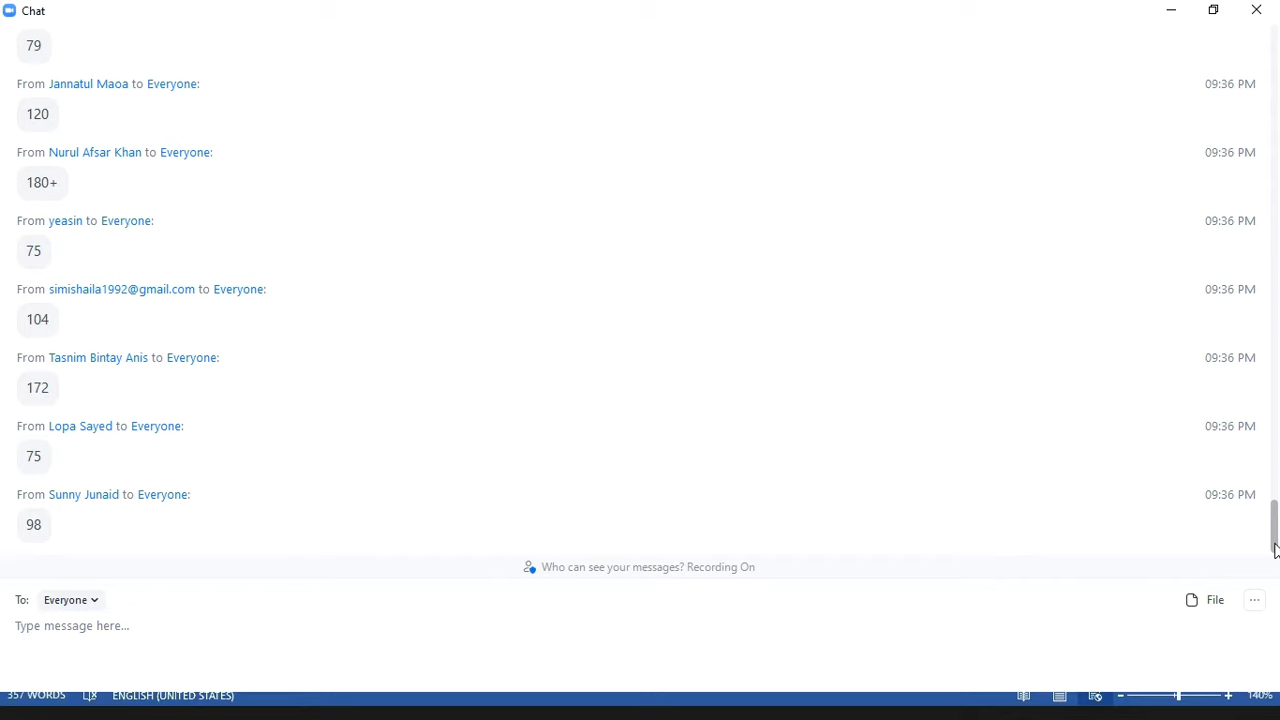 Chat
79
From Jannatul Maoa to Everyone: 09:36 PM
120
From Nurul Afsar Khan to Everyone: 09:36 PM
180+
From yeasin to Everyone: 09:36 PM
75
From simishaila1992@gmail.com to Everyone: 09:36 PM
104
From Tasnim Bintay Anis to Everyone: 09:36 PM
172
From Lopa Sayed to Everyone: 09:36 PM
75
From Sunny Junaid to Everyone: 09:36 PM
98
Who can see your messages? Recording On
To: Everyone File
Type message here...
357 WORDS ENGLISH (UNITED STATES) 140%